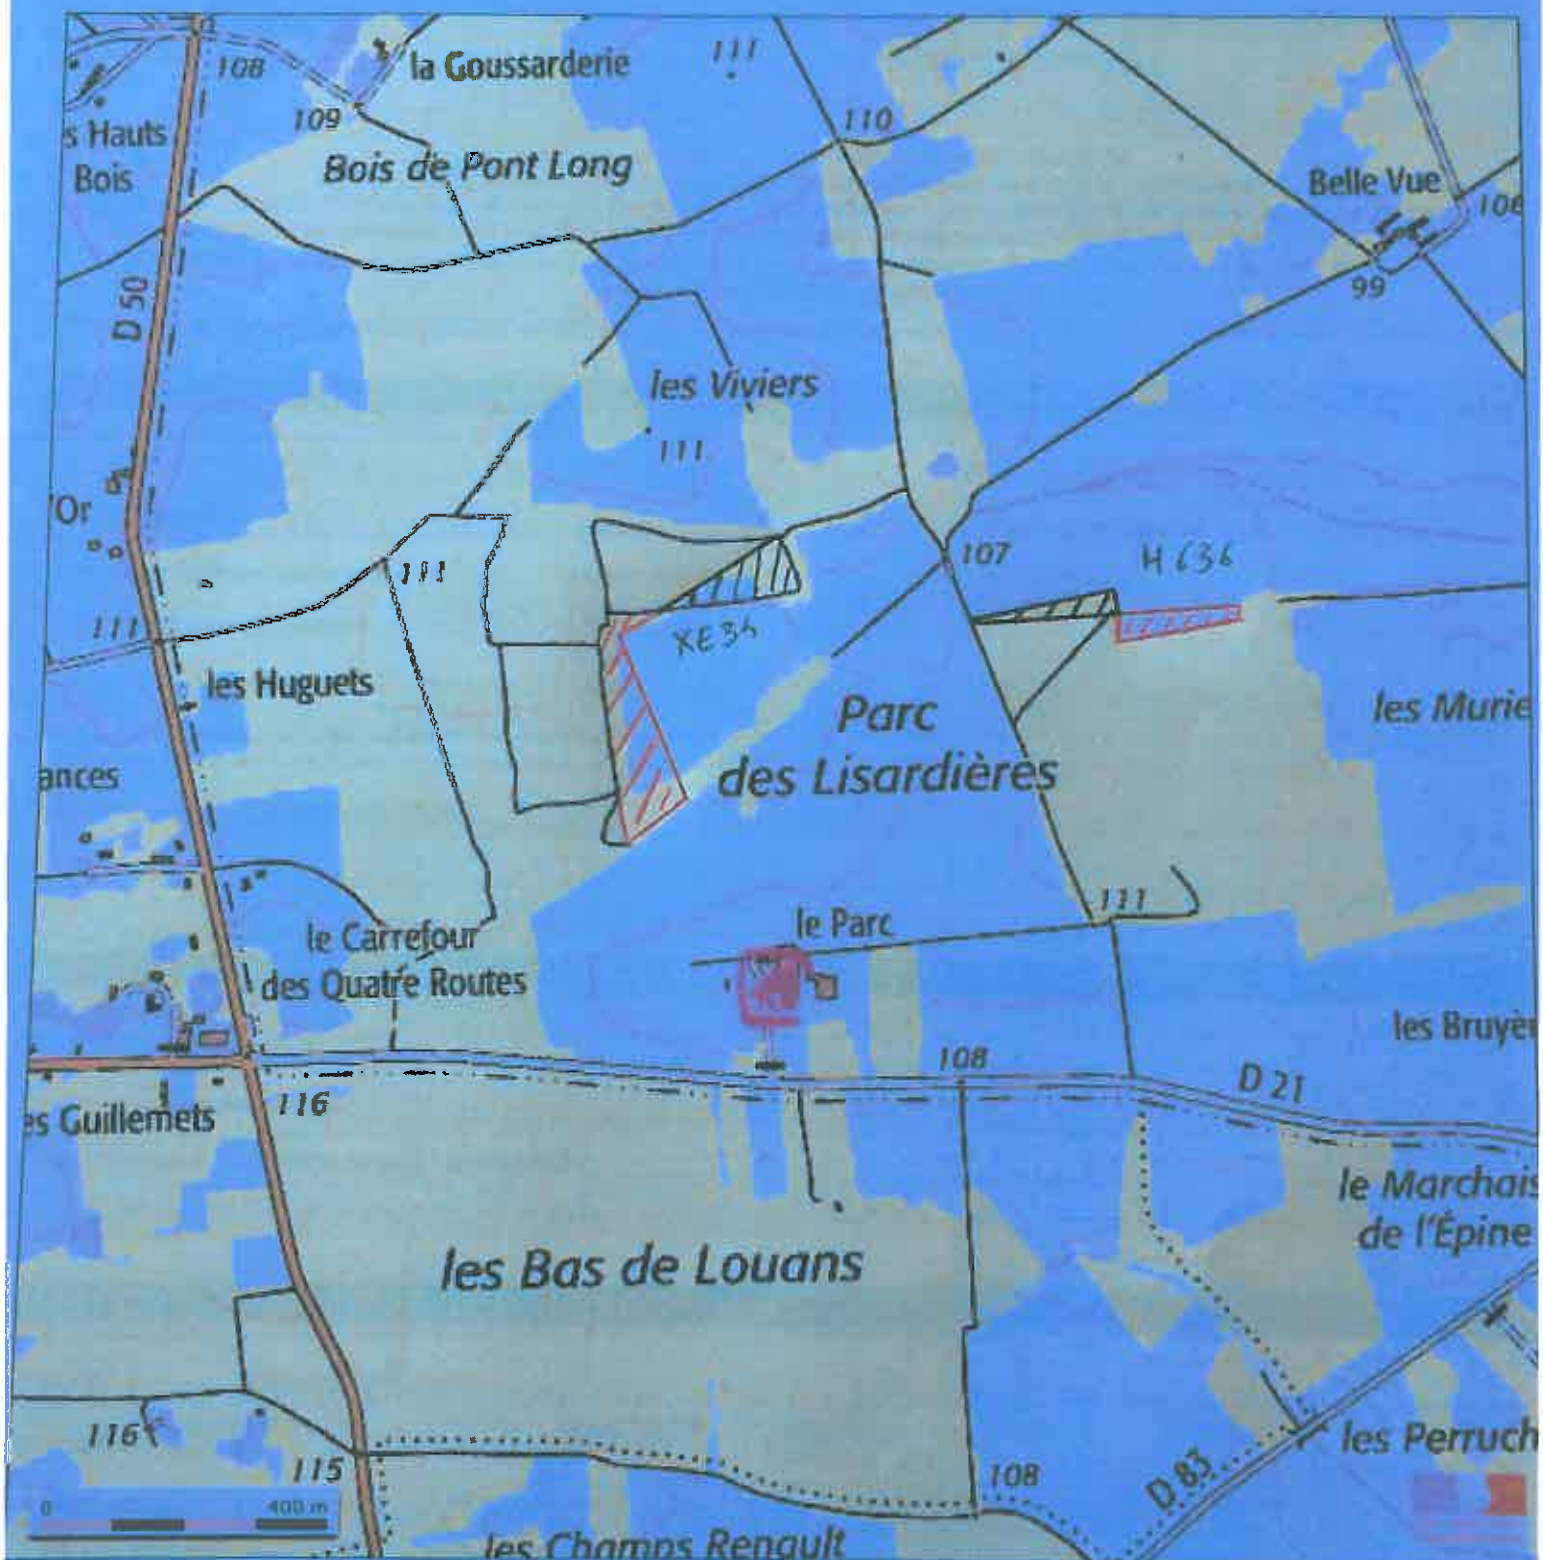 108
la Goussarderie
111
109
110
s Hauts
Bois
Bois de Pont Long
Belle Vue
106
D 50
99
les Viviers
111
'Or
111
107
H 636
111
XE 34
les Huguets
Parc
des Lisardières
les Murie
ances
111
le Parc
le Carrefour
des Quatre Routes
les Bruyèr
108
D 21
116
es Guillemets
le Marchais
de l'Épine
les Bas de Louans
116
115
108
D 83
les Perruch
0 400 m
les Champs Renault